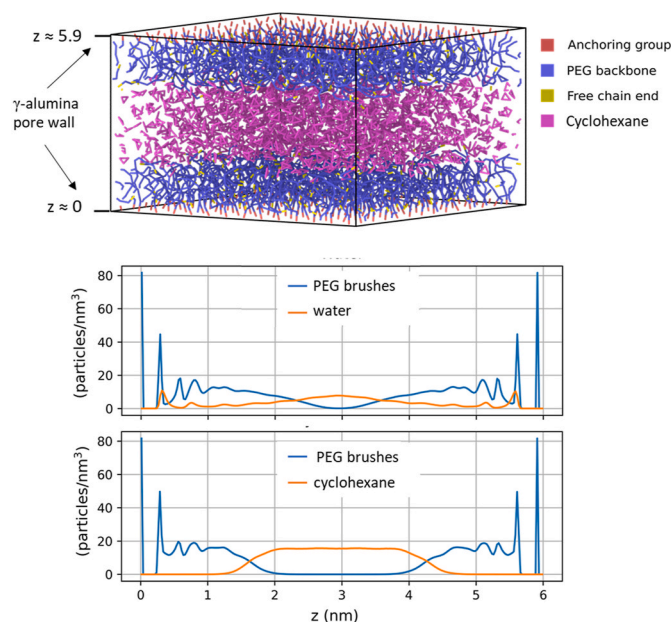 z ≈ 5.9
γ-alumina
pore wall
z ≈ 0
Anchoring group
PEG backbone
Free chain end
Cyclohexane
(particles/nm³)
80
60
40
20
0
PEG brushes
water
(particles/nm³)
80
60
40
20
0
PEG brushes
cyclohexane
0 1 2 3 4 5 6
z (nm)